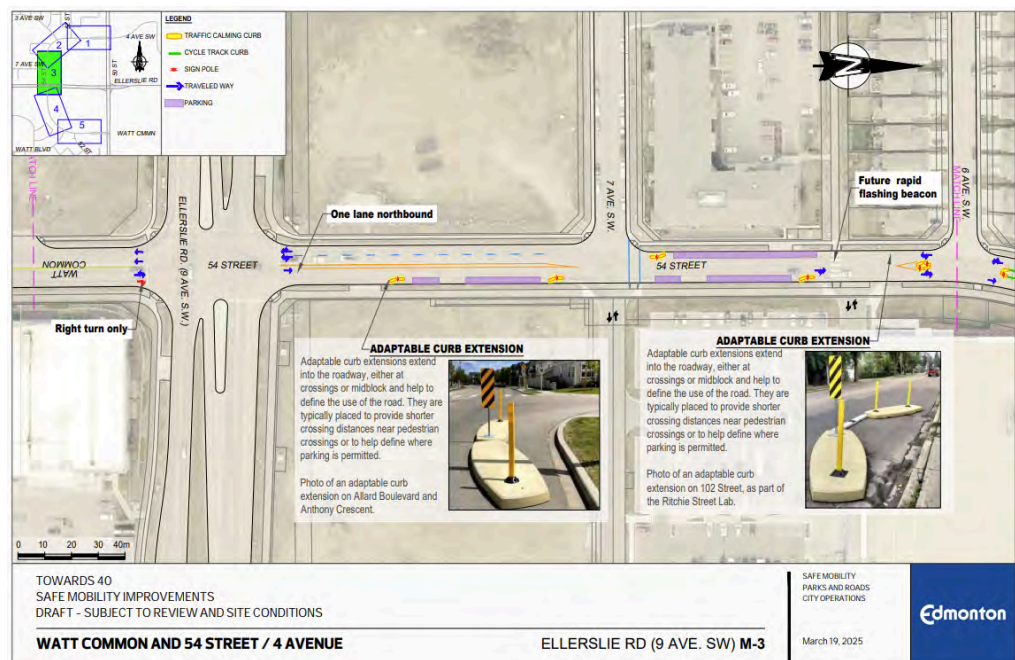 3 AVE SW
4 AVE SW
7 AVE SW
50 ST
ELLERSLIE RD
WATT CMMN
WATT BLVD
52 ST
1
2
3
4
5
LEGEND
TRAFFIC CALMING CURB
CYCLE TRACK CURB
SIGN POLE
TRAVELED WAY
PARKING
N
MATCH LINE
WATT
COMMON
ELLERSLIE RD. (9 AVE. S.W.)
54 STREET
One lane northbound
Right turn only
7 AVE. S.W.
54 STREET
Future rapid
flashing beacon
6 AVE. S.W.
MATCH LINE
ADAPTABLE CURB EXTENSION
Adaptable curb extensions extend
into the roadway, either at
crossings or midblock and help to
define the use of the road. They are
typically placed to provide shorter
crossing distances near pedestrian
crossings or to help define where
parking is permitted.
Photo of an adaptable curb
extension on Allard Boulevard and
Anthony Crescent.
ADAPTABLE CURB EXTENSION
Adaptable curb extensions extend
into the roadway, either at
crossings or midblock and help to
define the use of the road. They are
typically placed to provide shorter
crossing distances near pedestrian
crossings or to help define where
parking is permitted.
Photo of an adaptable curb
extension on 102 Street, as part of
the Ritchie Street Lab.
0 10 20 30 40m
TOWARDS 40
SAFE MOBILITY IMPROVEMENTS
DRAFT - SUBJECT TO REVIEW AND SITE CONDITIONS
WATT COMMON AND 54 STREET / 4 AVENUE
ELLERSLIE RD (9 AVE. SW) M-3
SAFE MOBILITY
PARKS AND ROADS
CITY OPERATIONS
March 19, 2025
Edmonton